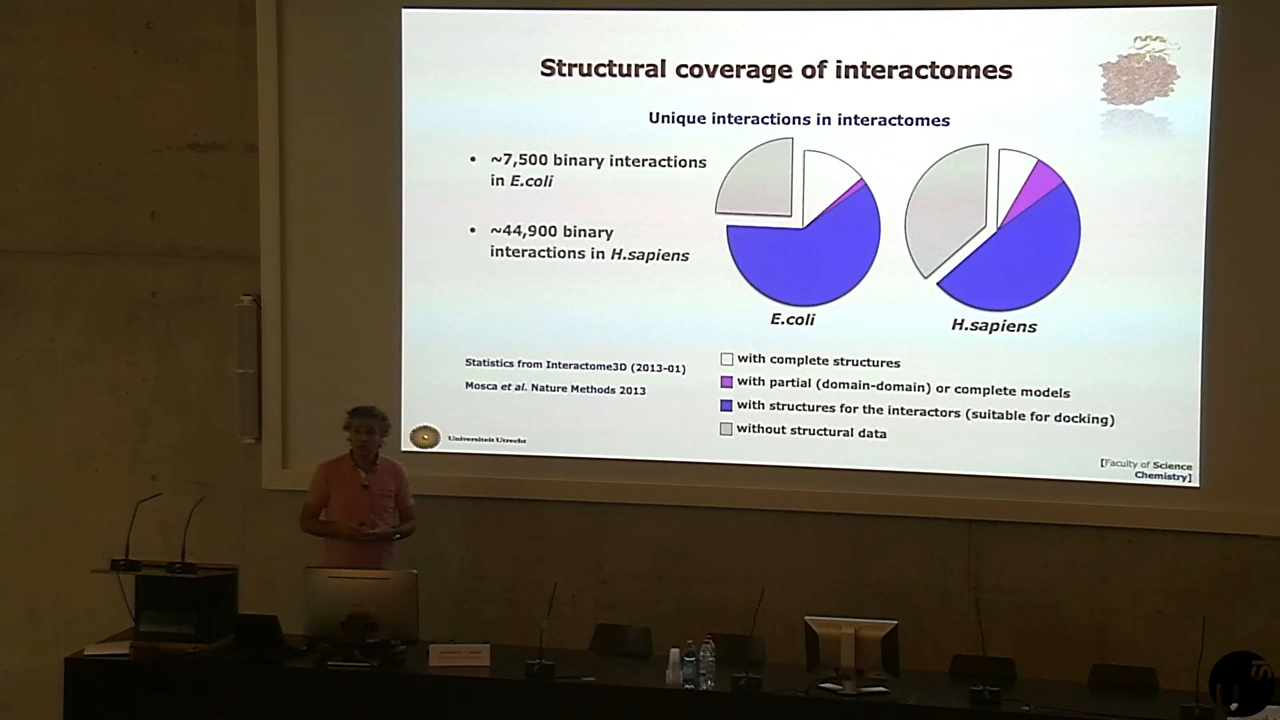 Structural coverage of interactomes
Unique interactions in interactomes
• ~7,500 binary interactions
in E.coli
• ~44,900 binary
interactions in H.sapiens
E.coli
H.sapiens
with complete structures
with partial (domain-domain) or complete models
with structures for the interactors (suitable for docking)
without structural data
Statistics from Interactome3D (2013-01)
Mosca et al. Nature Methods 2013
Universiteit Utrecht
[Faculty of Science
Chemistry]